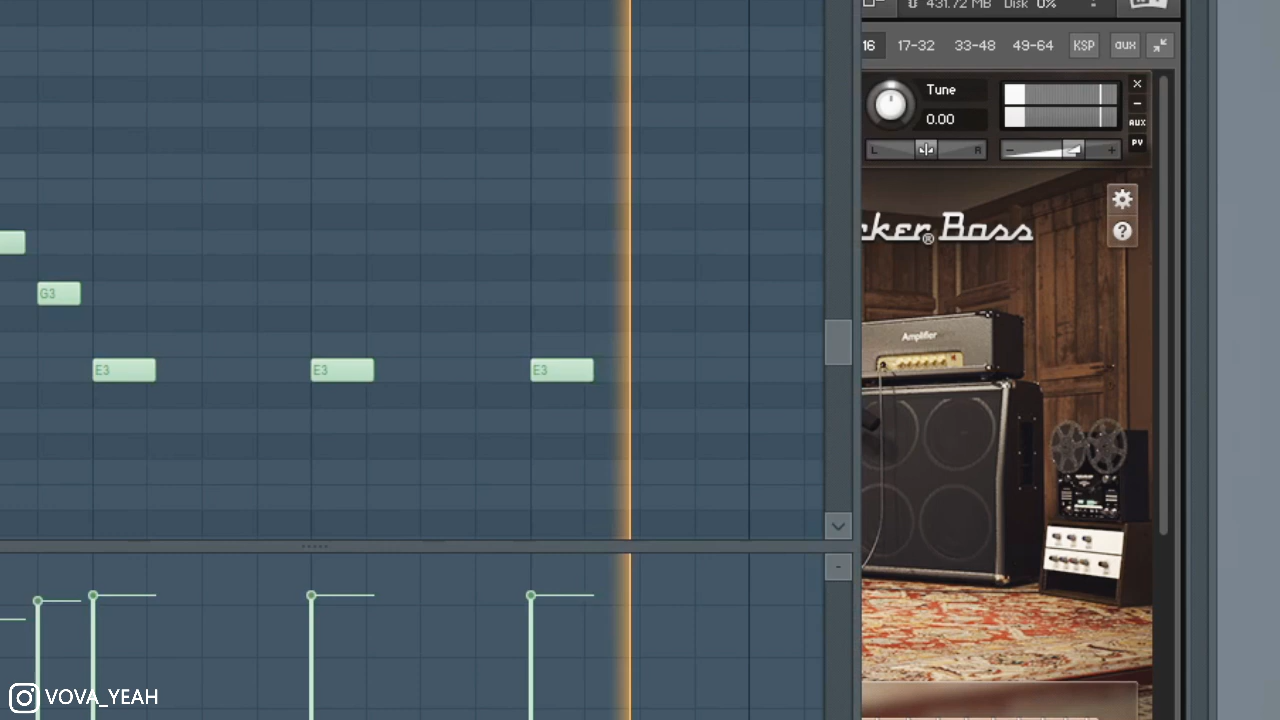 431.72 MB Disk 0%
16 17-32 33-48 49-64 KSP aux
Tune
0.00
AUX
PV
L R - +
cker® Bass
?
Amplifier
G3
E3 E3 E3
VOVA_YEAH